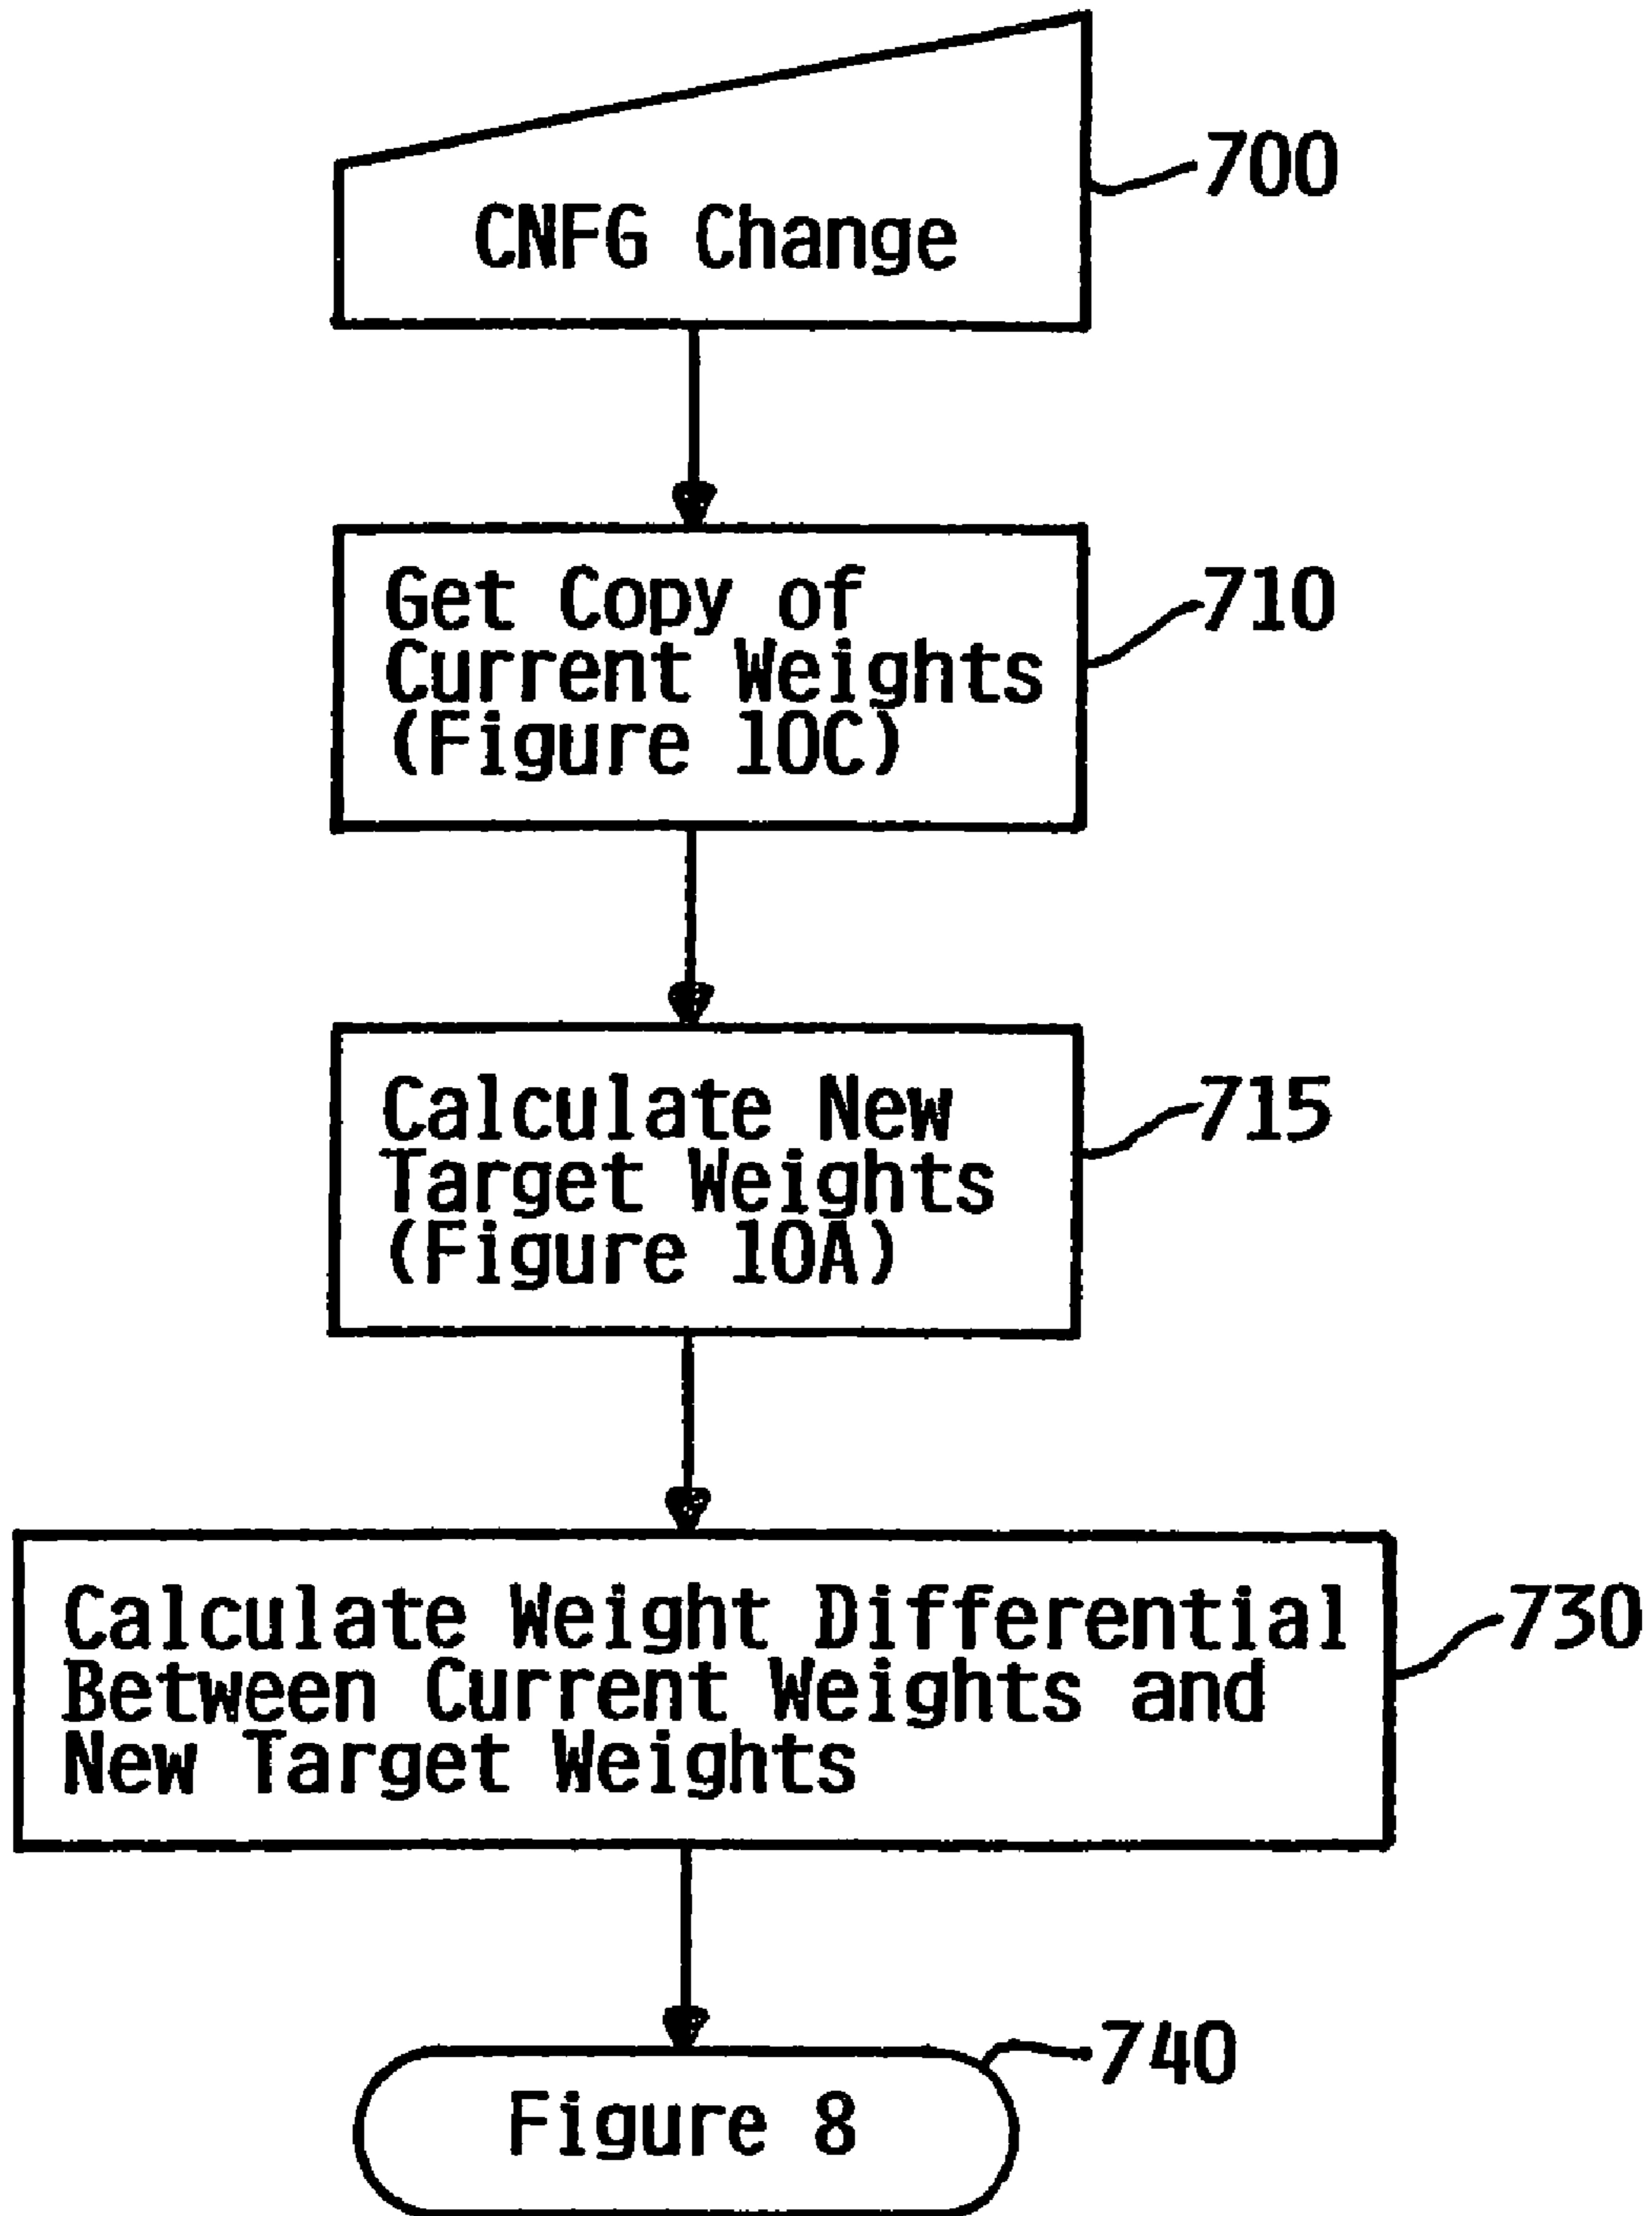 700
CNFG Change
710
Get Copy of
Current Weights
(Figure 10C)
715
Calculate New
Target Weights
(Figure 10A)
730
Calculate Weight Differential
Between Current Weights and
New Target Weights
740
Figure 8